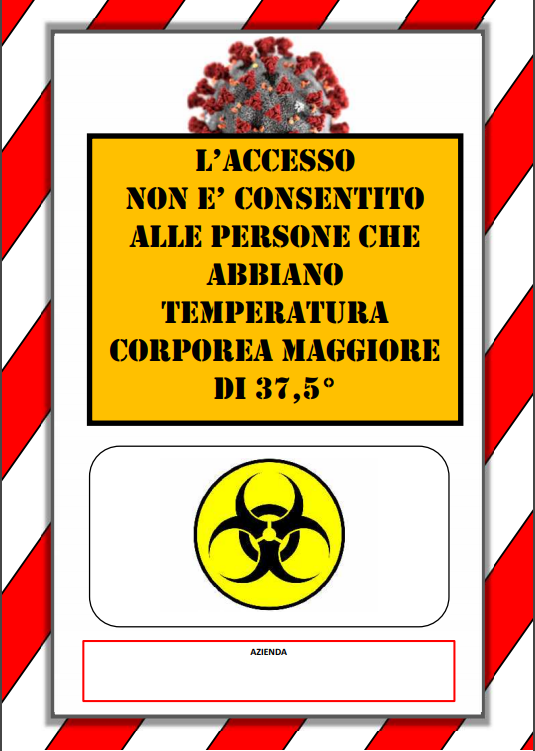 L’ACCESSO
NON E’ CONSENTITO
ALLE PERSONE CHE
ABBIANO
TEMPERATURA
CORPOREA MAGGIORE
DI 37,5°
AZIENDA